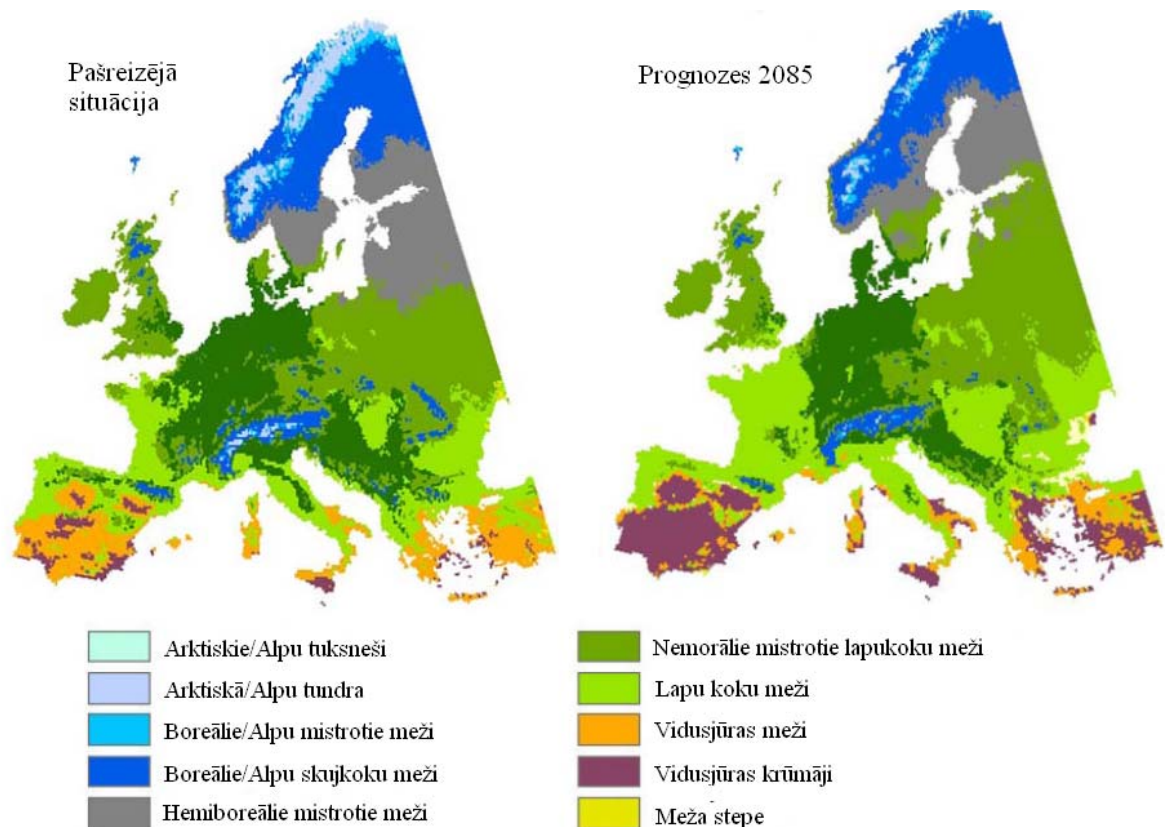 Pašreizējā
situācija
Prognozes 2085
Arktiskie/Alpu tuksneši
Arktiskā/Alpu tundra
Boreālie/Alpu mistrotie meži
Boreālie/Alpu skujkoku meži
Hemiboreālie mistrotie meži
Nemorālie mistrotie lapukoku meži
Lapu koku meži
Vidusjūras meži
Vidusjūras krūmāji
Meža stepe